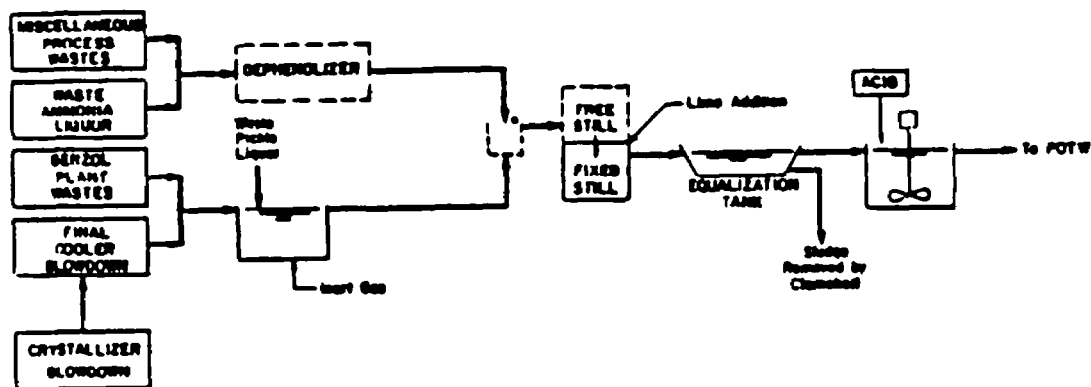 MISCELLANEOUS
PROCESS
WASTES
WASTE
AMMONIA
LIQUOR
BENZOL
PLANT
WASTES
FINAL
COOLER
BLOWDOWN
CRYSTALLIZER
BLOWDOWN
DEPHENOLIZER
Waste
Pickle
Liquor
Inert Gas
FREE
STILL
FIXED
STILL
Lime Addition
EQUALIZATION
TANK
Sludge
Removed by
Clamshell
ACID
To POTW